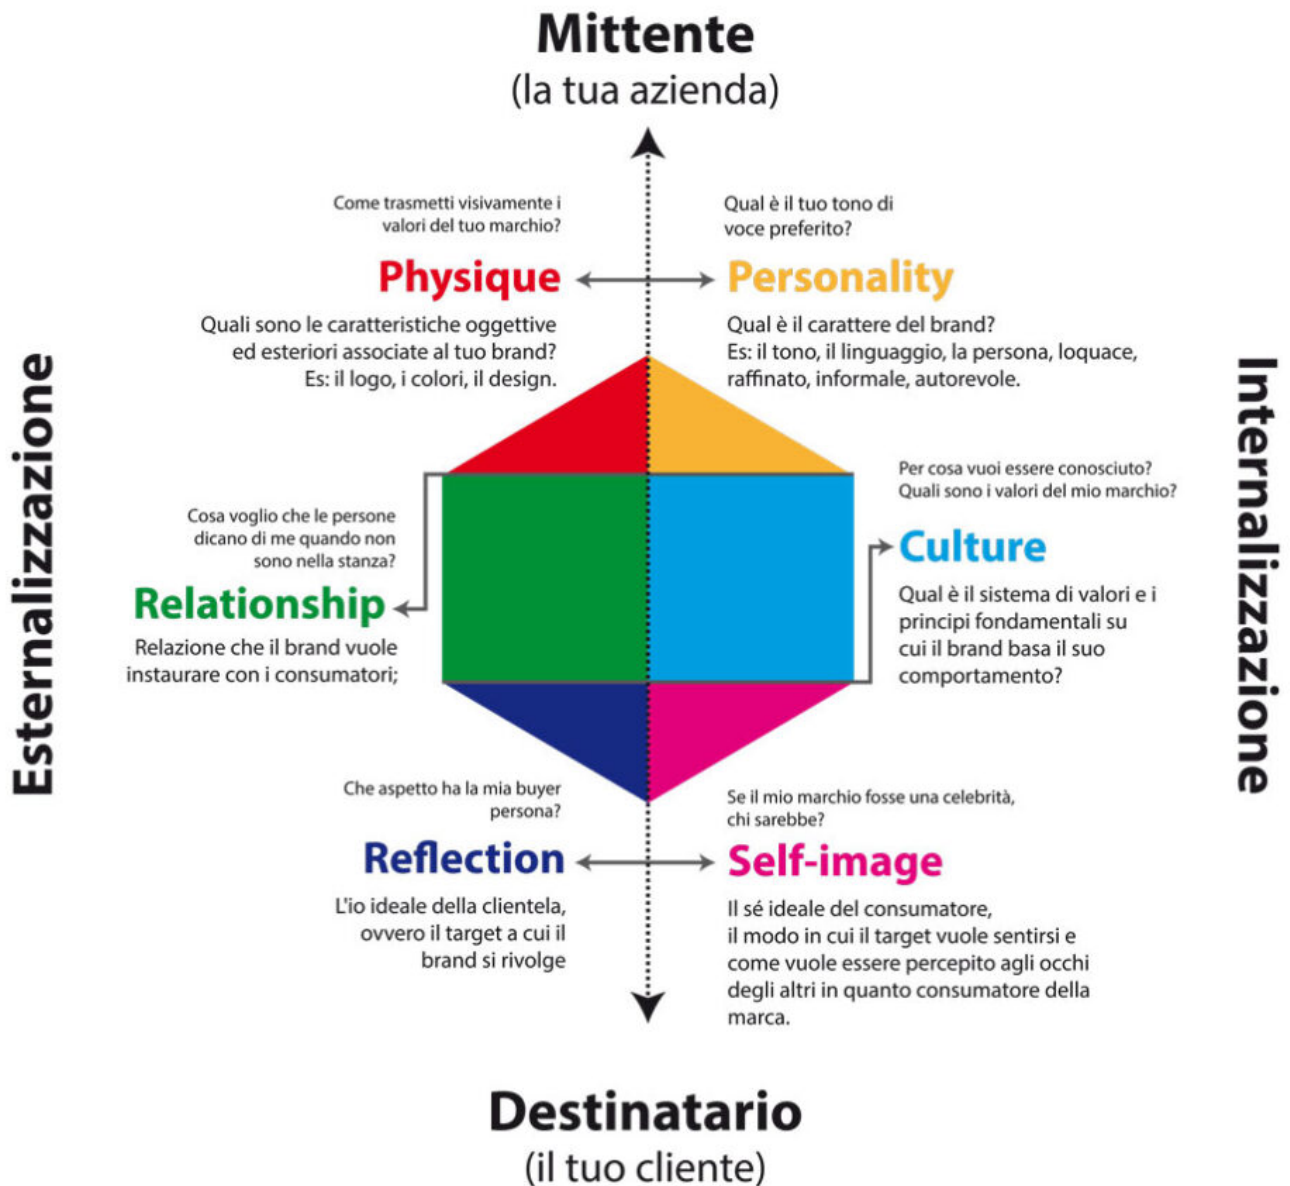 Mittente
(la tua azienda)
Come trasmetti visivamente i
valori del tuo marchio?
Physique
Quali sono le caratteristiche oggettive
ed esteriori associate al tuo brand?
Es: il logo, i colori, il design.
Qual è il tuo tono di
voce preferito?
Personality
Qual è il carattere del brand?
Es: il tono, il linguaggio, la persona, loquace,
raffinato, informale, autorevole.
Esternalizzazione
Internalizzazione
Cosa voglio che le persone
dicano di me quando non
sono nella stanza?
Relationship
Relazione che il brand vuole
instaurare con i consumatori;
Per cosa vuoi essere conosciuto?
Quali sono i valori del mio marchio?
Culture
Qual è il sistema di valori e i
principi fondamentali su
cui il brand basa il suo
comportamento?
Che aspetto ha la mia buyer
persona?
Reflection
L'io ideale della clientela,
ovvero il target a cui il
brand si rivolge
Se il mio marchio fosse una celebrità,
chi sarebbe?
Self-image
Il sé ideale del consumatore,
il modo in cui il target vuole sentirsi e
come vuole essere percepito agli occhi
degli altri in quanto consumatore della
marca.
Destinatario
(il tuo cliente)